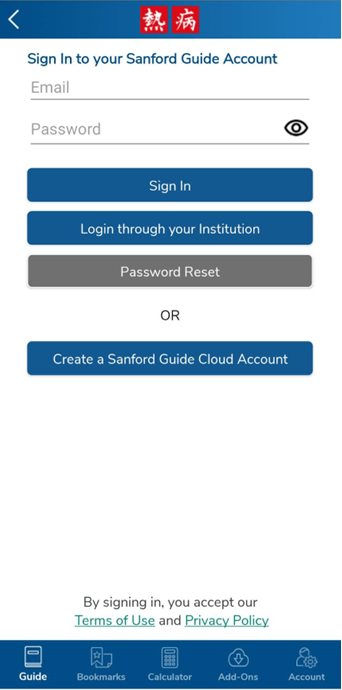 熱病
Sign In to your Sanford Guide Account
Email
Password
Sign In
Login through your Institution
Password Reset
OR
Create a Sanford Guide Cloud Account
By signing in, you accept our
Terms of Use and Privacy Policy
Guide Bookmarks Calculator Add-Ons Account